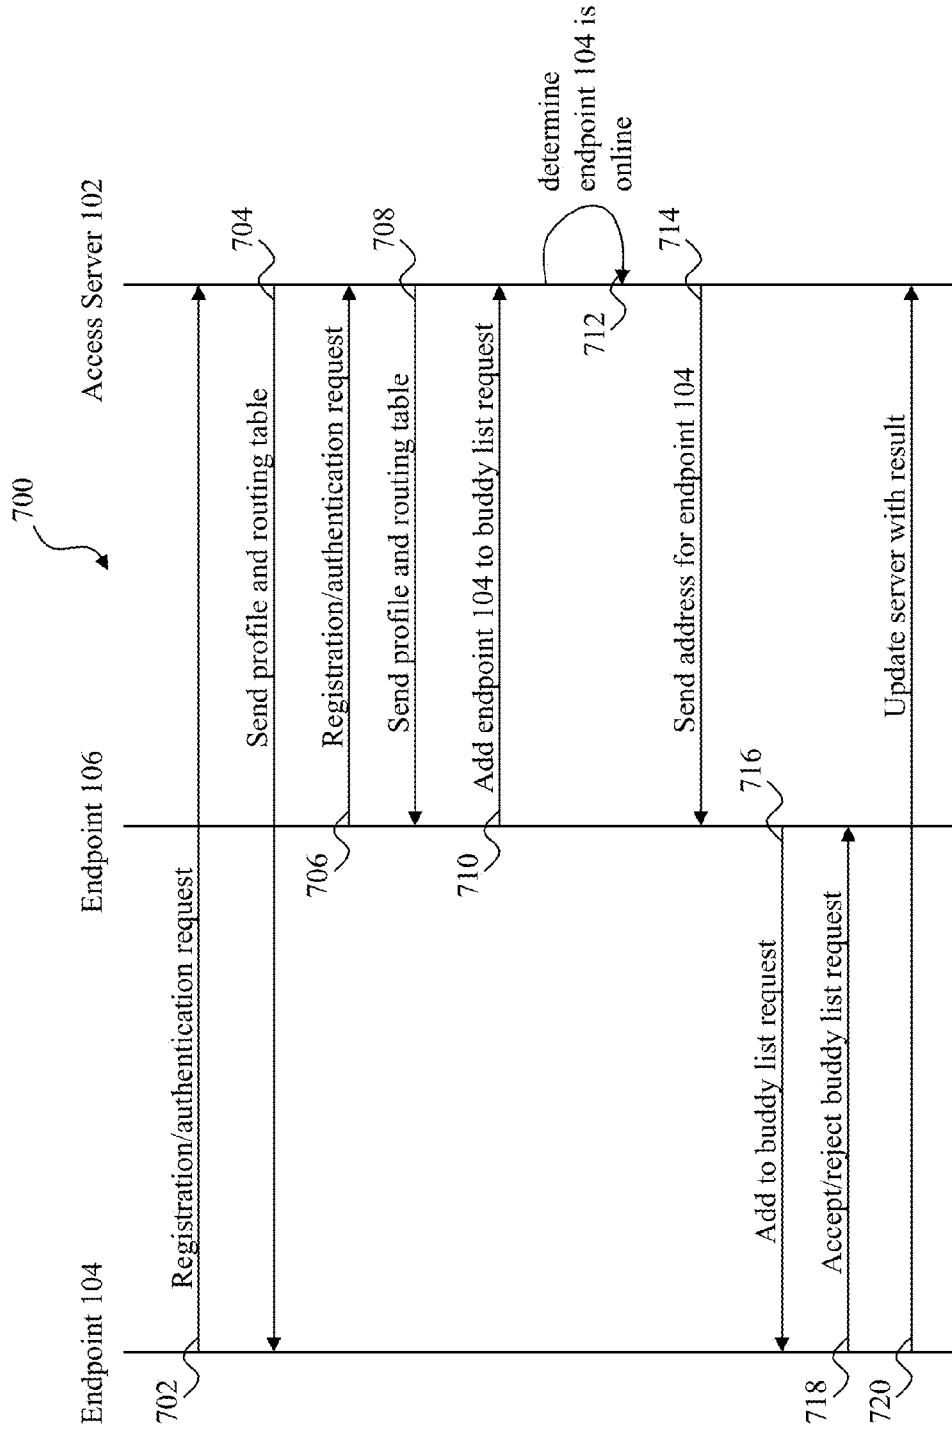 700
Endpoint 104
Endpoint 106
Access Server 102
702
Registration/authentication request
704
Send profile and routing table
706
Registration/authentication request
708
Send profile and routing table
710
Add endpoint 104 to buddy list request
determine
endpoint 104 is
online
712
714
Send address for endpoint 104
716
Add to buddy list request
718
Accept/reject buddy list request
720
Update server with result